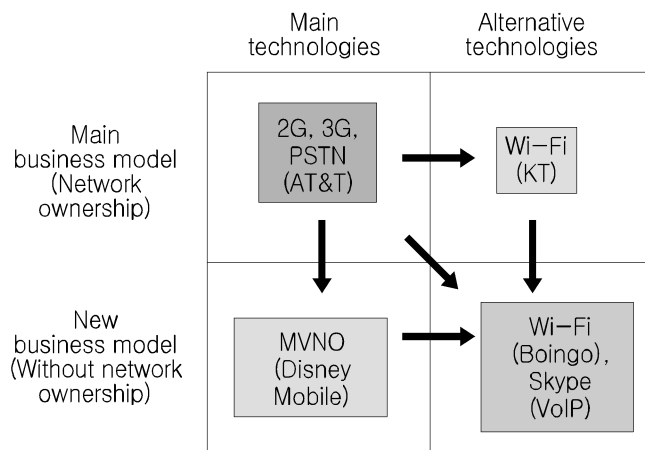 Main
technologies
Alternative
technologies
Main
business model
(Network
ownership)
2G, 3G,
PSTN
(AT&T)
Wi-Fi
(KT)
New
business model
(Without network
ownership)
MVNO
(Disney
Mobile)
Wi-Fi
(Boingo),
Skype
(VoIP)